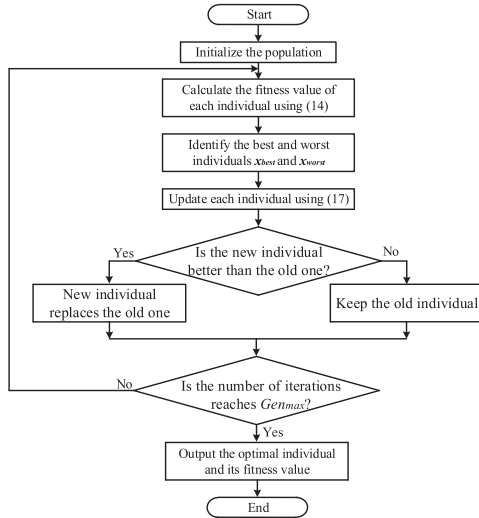 Start
Initialize the population
Calculate the fitness value of
each individual using (14)
Identify the best and worst
individuals xbest and xworst
Update each individual using (17)
Is the new individual
better than the old one?
Yes
No
New individual
replaces the old one
Keep the old individual
Is the number of iterations
reaches Genmax?
No
Yes
Output the optimal individual
and its fitness value
End